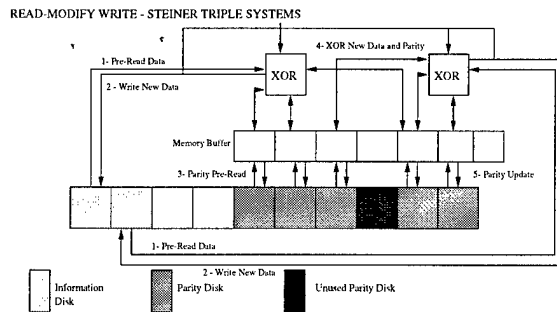 READ-MODIFY WRITE - STEINER TRIPLE SYSTEMS
4- XOR New Data and Parity
1- Pre-Read Data
XOR
XOR
2 - Write New Data
Memory Buffer
3- Parity Pre-Read
5- Parity Update
1- Pre-Read Data
2- Write New Data
Information
Disk
Parity Disk
Unused Parity Disk